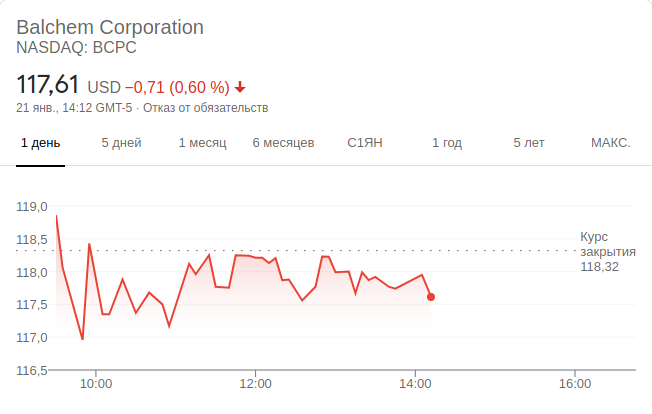 Balchem Corporation
NASDAQ: BCPC
117,61 USD −0,71 (0,60 %)
21 янв., 14:12 GMT-5 · Отказ от обязательств
1 день 5 дней 1 месяц 6 месяцев С1ЯН 1 год 5 лет МАКС.
119,0
118,5
118,0
117,5
117,0
116,5
Курс
закрытия
118,32
10:00 12:00 14:00 16:00